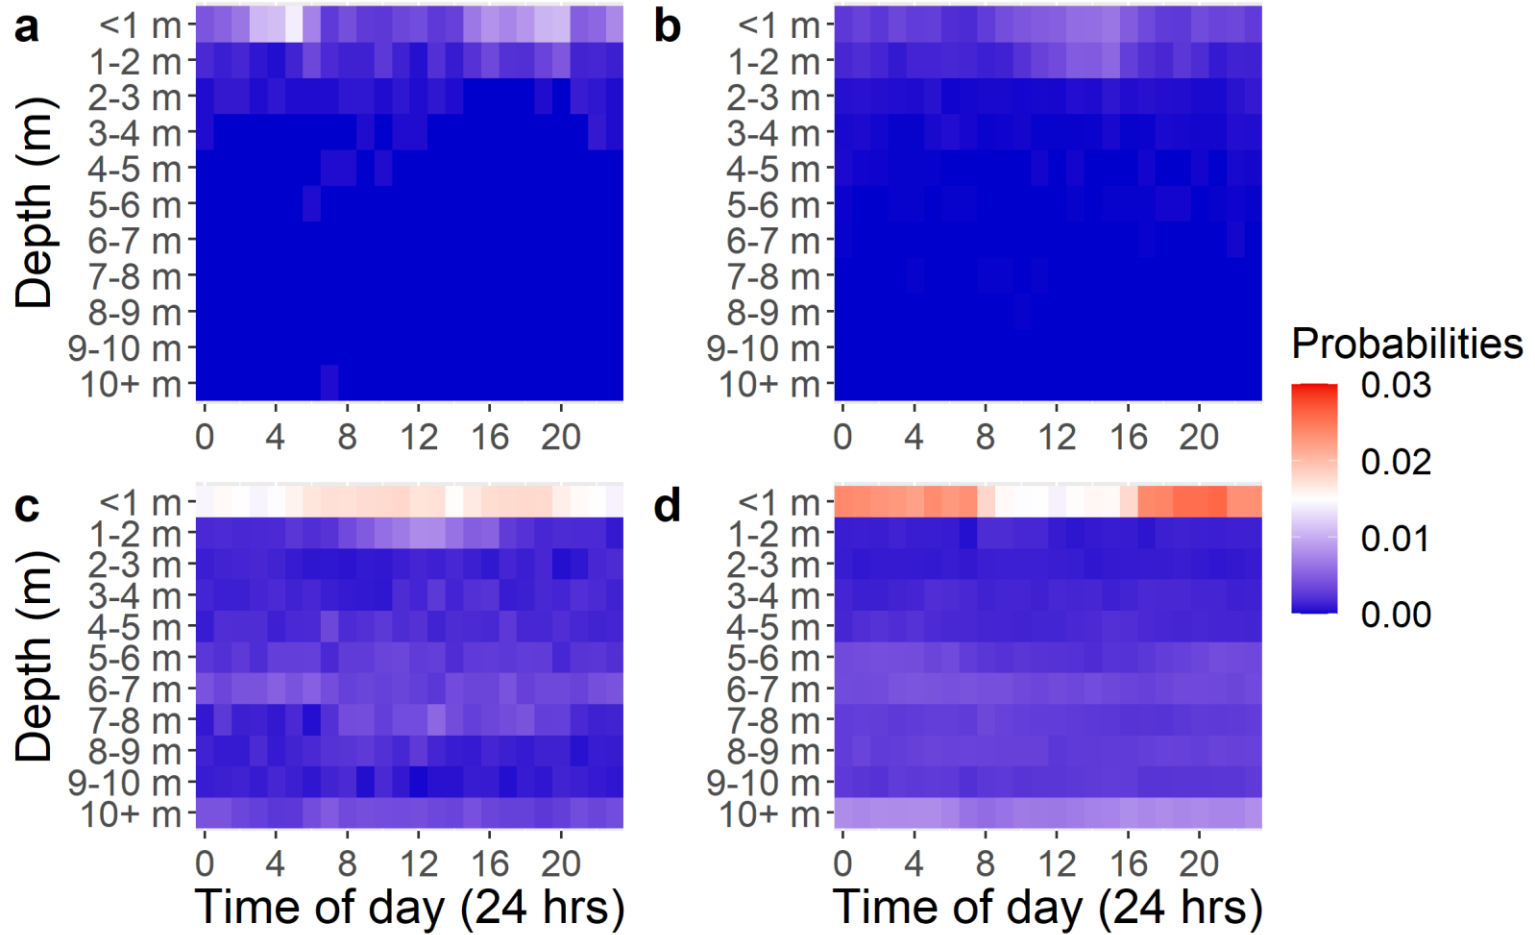 a
Depth (m)
<1 m
1-2 m
2-3 m
3-4 m
4-5 m
5-6 m
6-7 m
7-8 m
8-9 m
9-10 m
10+ m
0 4 8 12 16 20
b
<1 m
1-2 m
2-3 m
3-4 m
4-5 m
5-6 m
6-7 m
7-8 m
8-9 m
9-10 m
10+ m
0 4 8 12 16 20
c
Depth (m)
<1 m
1-2 m
2-3 m
3-4 m
4-5 m
5-6 m
6-7 m
7-8 m
8-9 m
9-10 m
10+ m
0 4 8 12 16 20
Time of day (24 hrs)
d
<1 m
1-2 m
2-3 m
3-4 m
4-5 m
5-6 m
6-7 m
7-8 m
8-9 m
9-10 m
10+ m
0 4 8 12 16 20
Time of day (24 hrs)
Probabilities
0.03
0.02
0.01
0.00